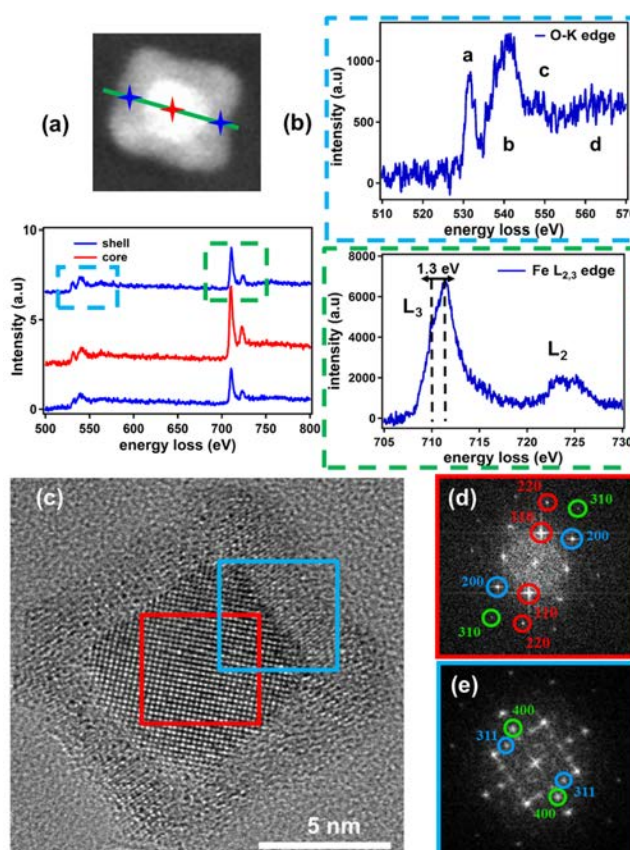 (a)
(b)
O-K edge
a
b
c
d
intensity (a.u)
1000
500
0
510
520
530
540
550
560
570
energy loss (eV)
10
5
0
Intensity (a.u)
shell
core
500
550
600
650
700
750
800
energy loss (eV)
1.3 eV
Fe L2,3 edge
L3
L2
intensity (a.u)
8000
6000
4000
2000
0
705
710
715
720
725
730
energy loss (eV)
(c)
5 nm
(d)
220
310
110
200
200
110
310
220
(e)
400
311
311
400